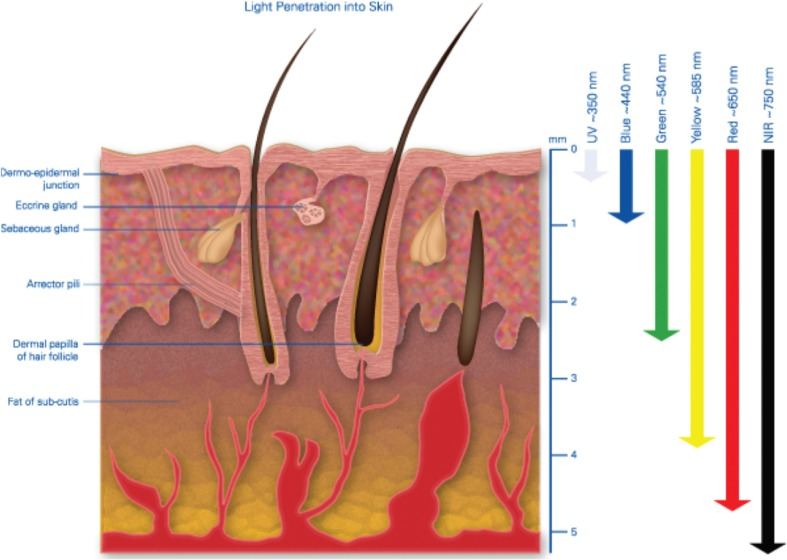 Light Penetration into Skin
Dermo-epidermal
junction
Eccrine gland
Sebaceous gland
Arrector pili
Dermal papilla
of hair follicle
Fat of sub-cutis
mm
0
1
2
3
4
5
UV ~350 nm
Blue ~440 nm
Green ~540 nm
Yellow ~585 nm
Red ~650 nm
NIR ~750 nm